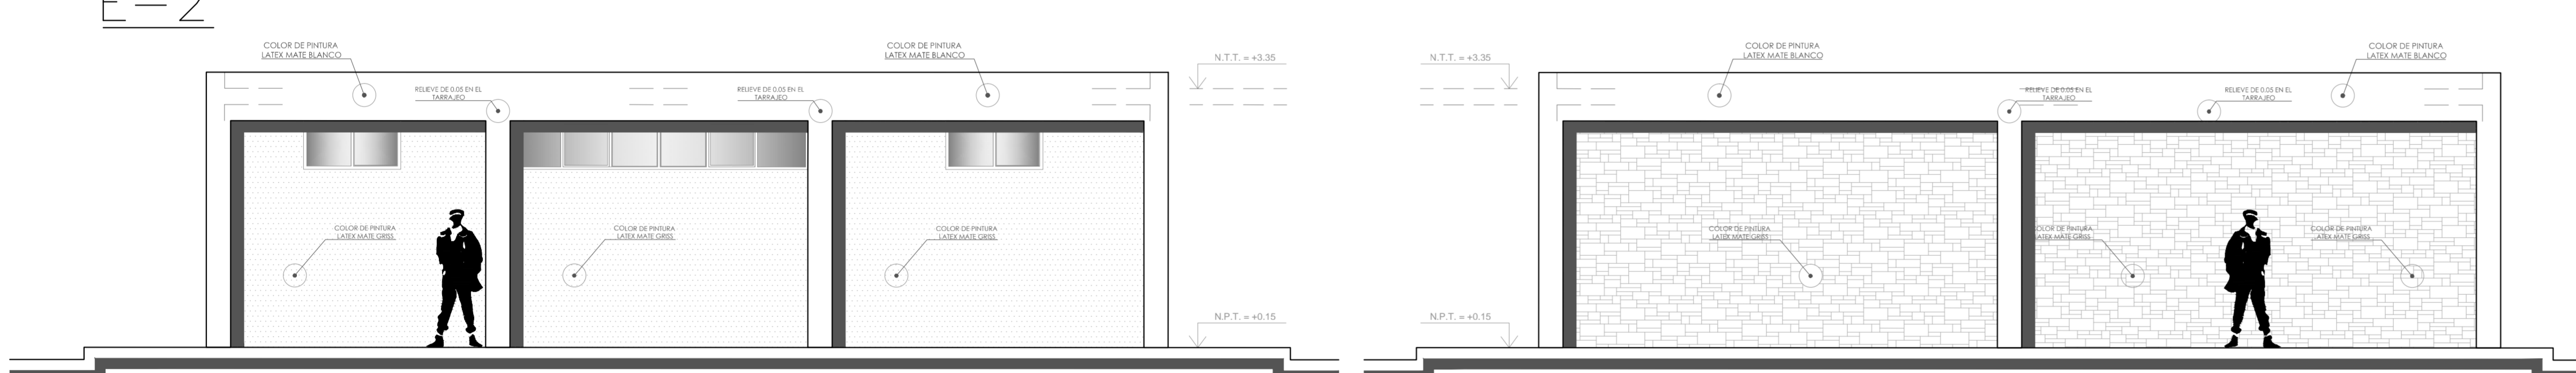 E - 2
COLOR DE PINTURA
LATEX MATE BLANCO
COLOR DE PINTURA
LATEX MATE BLANCO
N.T.T. = +3.35
N.T.T. = +3.35
COLOR DE PINTURA
LATEX MATE BLANCO
COLOR DE PINTURA
LATEX MATE BLANCO
RELIEVE DE 0.05 EN EL
TARRAJEO
RELIEVE DE 0.05 EN EL
TARRAJEO
RELIEVE DE 0.05 EN EL
TARRAJEO
RELIEVE DE 0.05 EN EL
TARRAJEO
COLOR DE PINTURA
LATEX MATE GRISS
COLOR DE PINTURA
LATEX MATE GRISS
COLOR DE PINTURA
LATEX MATE GRISS
COLOR DE PINTURA
LATEX MATE GRISS
OLOR DE PINTURA
ATEX MATE GRISS
COLOR DE PINTURA
LATEX MATE GRISS
N.P.T. = +0.15
N.P.T. = +0.15